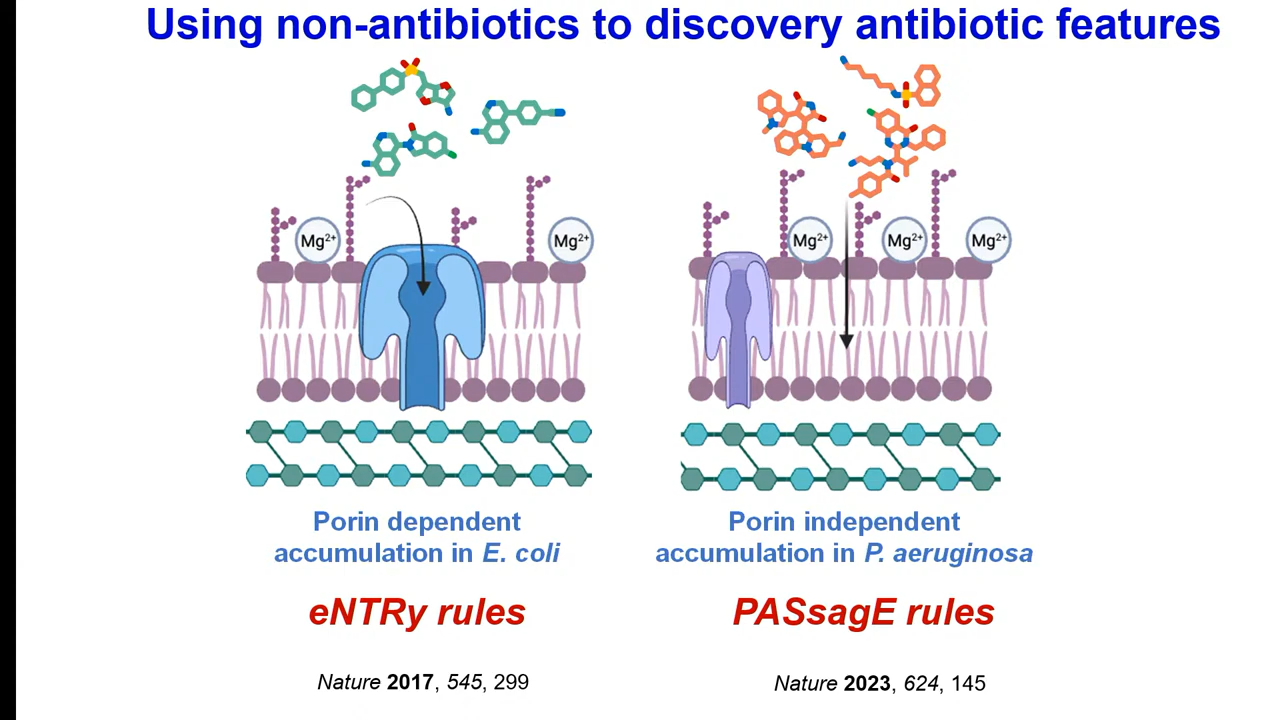 Using non-antibiotics to discovery antibiotic features
Mg2+
Mg2+
Mg2+
Mg2+
Mg2+
Porin dependent
accumulation in E. coli
Porin independent
accumulation in P. aeruginosa
eNTRy rules
PASsagE rules
Nature 2017, 545, 299
Nature 2023, 624, 145